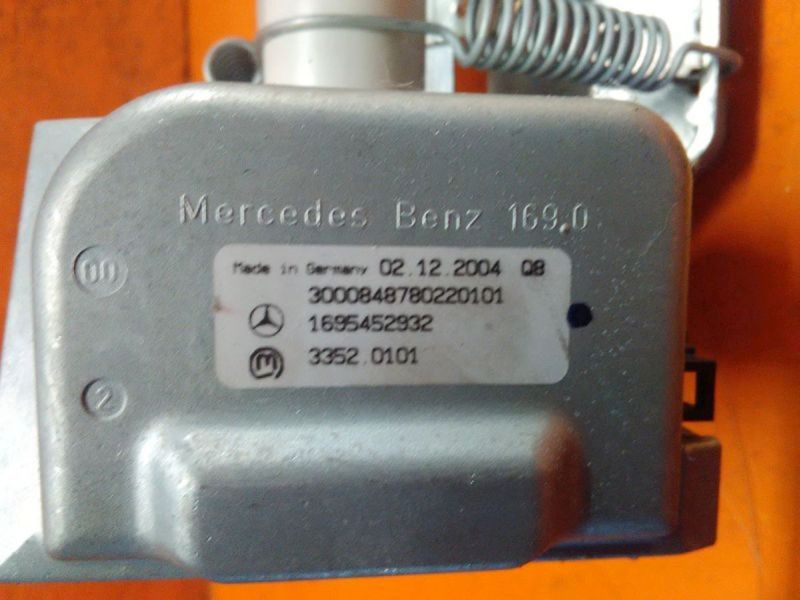 Mercedes Benz 169.0
00
Made in Germany 02.12.2004 Q8
3000848780220101
1695452932
M 3352.0101
2